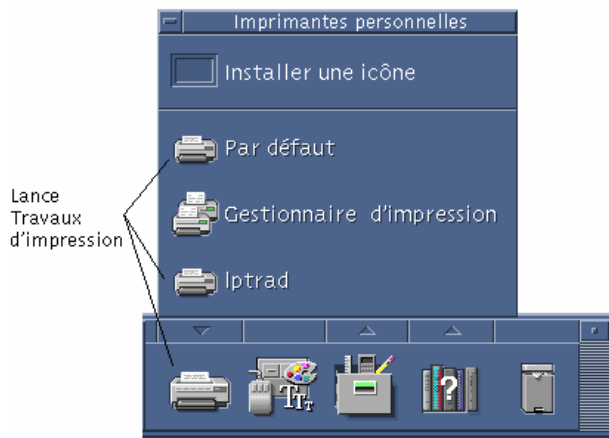 Imprimantes personnelles
Installer une icône
Par défaut
Gestionnaire d'impression
lptrad
Lance
Travaux
d'impression